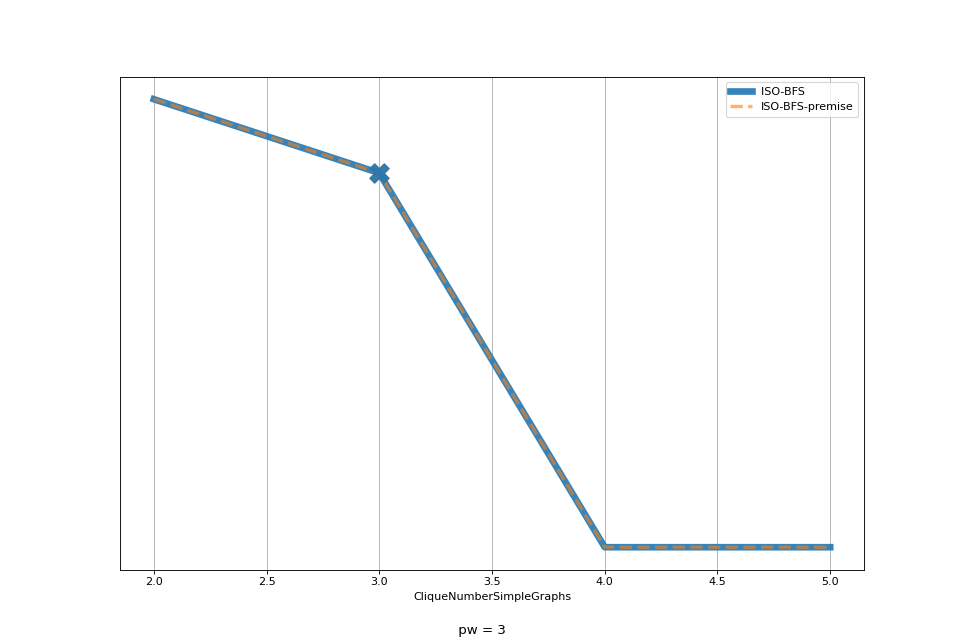 ISO-BFS
ISO-BFS-premise
2.0 2.5 3.0 3.5 4.0 4.5 5.0
CliqueNumberSimpleGraphs
pw = 3